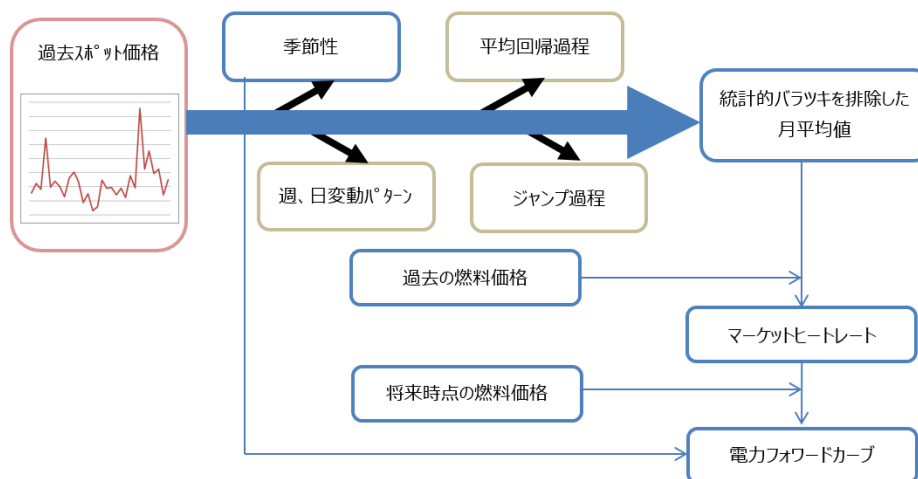 過去ｽﾎﾟｯﾄ価格
季節性
平均回帰過程
統計的バラツキを排除した
月平均値
週、日変動ﾊﾟﾀｰﾝ
ジャンプ過程
過去の燃料価格
マーケットヒートレート
将来時点の燃料価格
電力フォワードカーブ